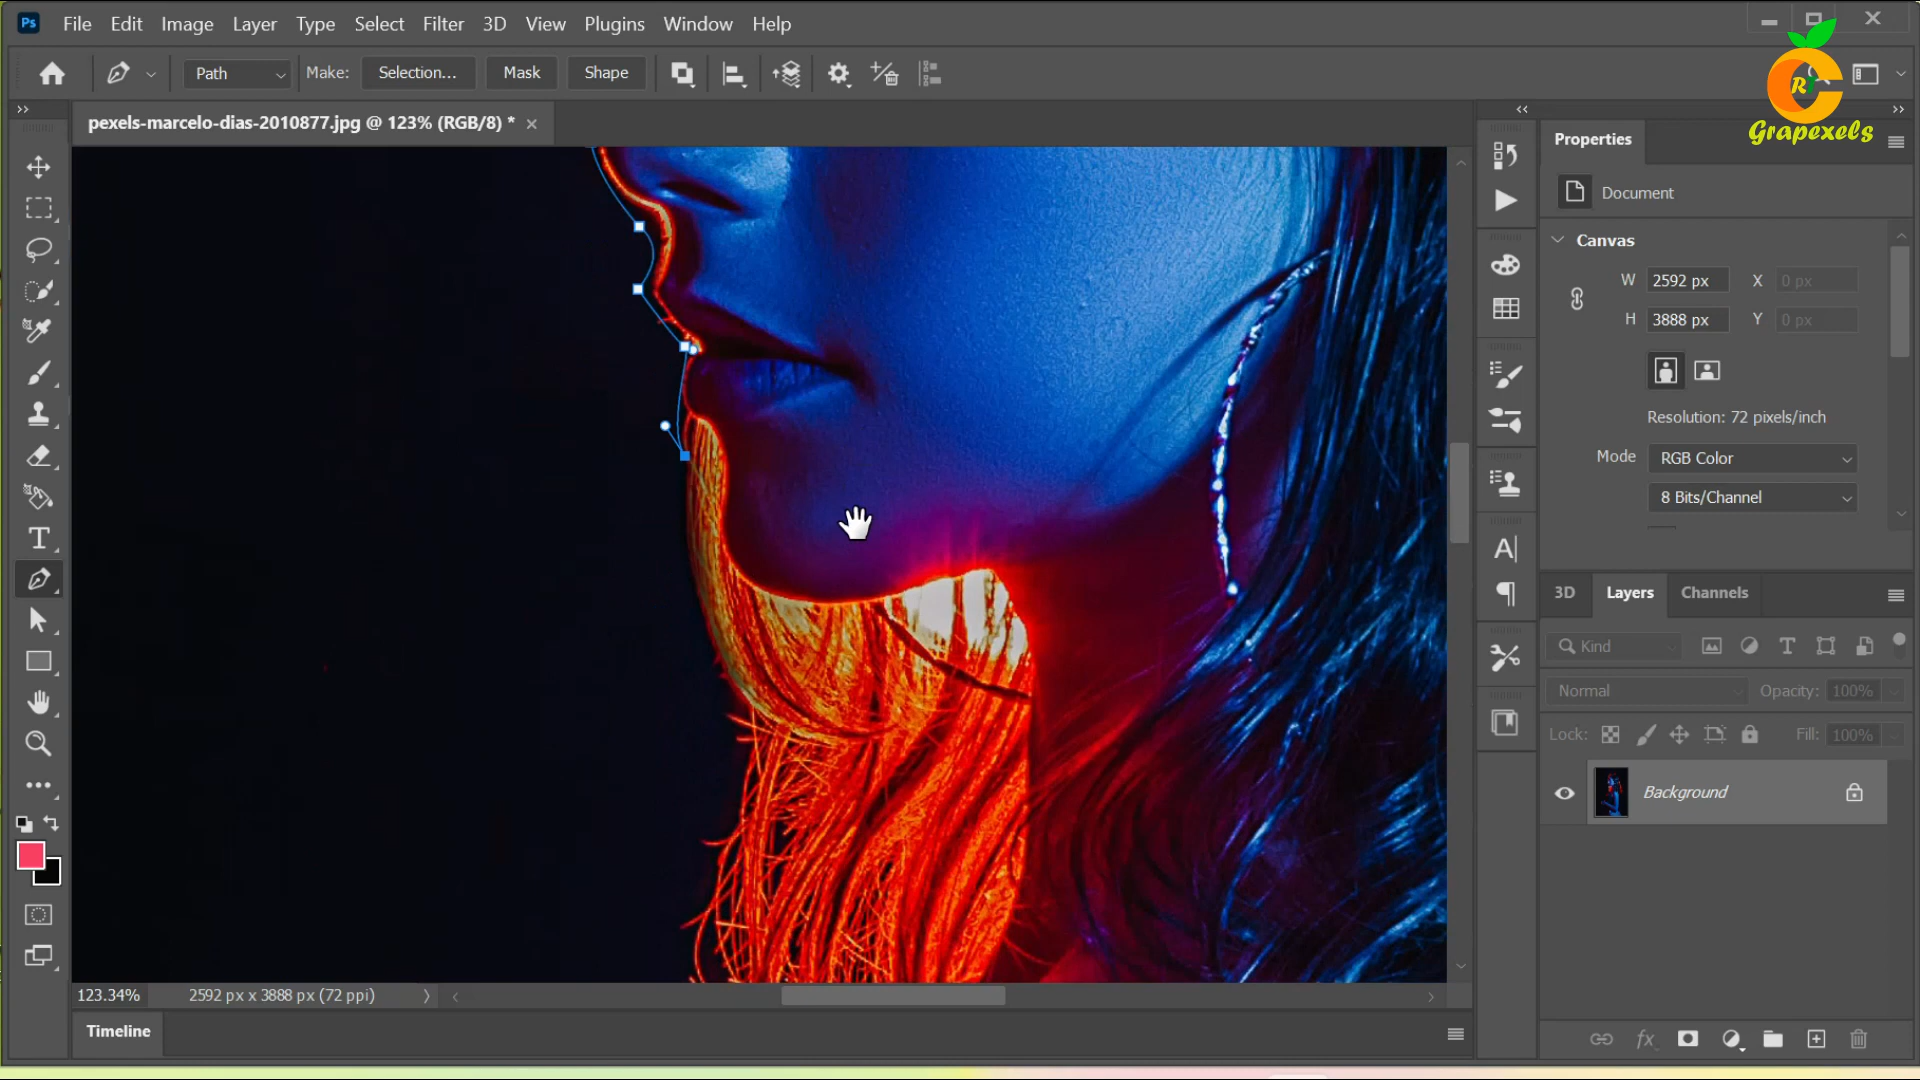 Ps File Edit Image Layer Type Select Filter 3D View Plugins Window Help
Path Make: Selection... Mask Shape
Grapexels
pexels-marcelo-dias-2010877.jpg @ 123% (RGB/8) *
Properties
Document
Canvas
W 2592 px X 0 px
H 3888 px Y 0 px
Resolution: 72 pixels/inch
Mode RGB Color
8 Bits/Channel
3D Layers Channels
Kind
Normal Opacity: 100%
Lock: Fill: 100%
Background
123.34% 2592 px x 3888 px (72 ppi)
Timeline